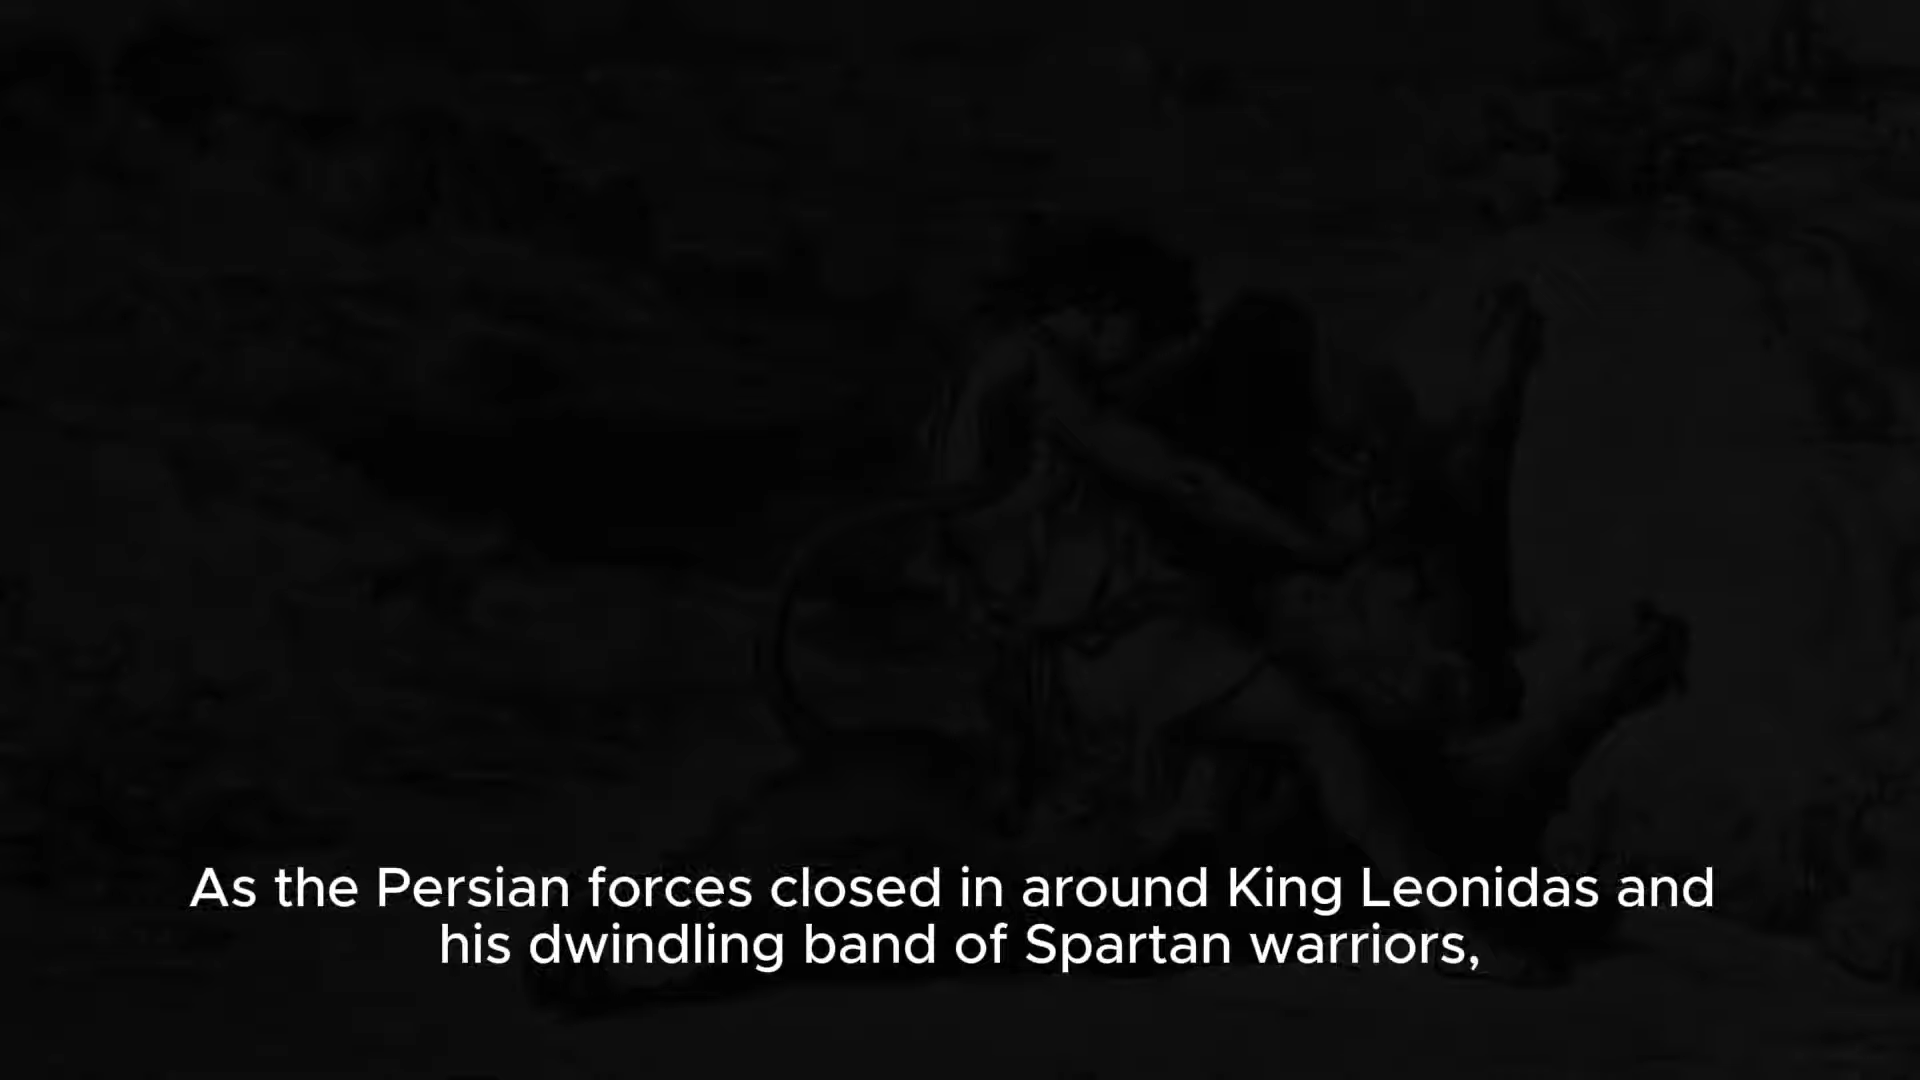 As the Persian forces closed in around King Leonidas and
his dwindling band of Spartan warriors,